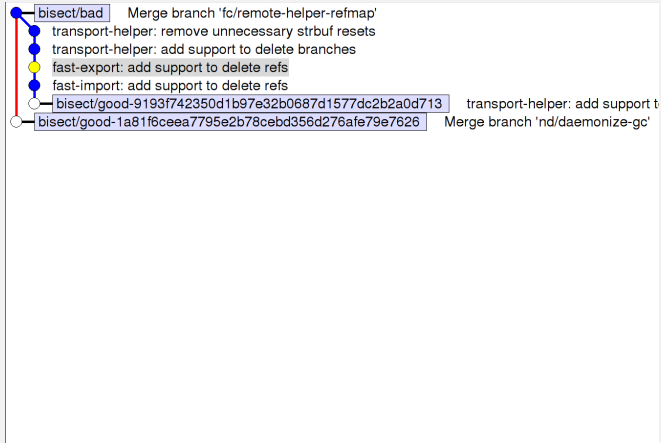 bisect/bad Merge branch 'fc/remote-helper-refmap'
transport-helper: remove unnecessary strbuf resets
transport-helper: add support to delete branches
fast-export: add support to delete refs
fast-import: add support to delete refs
bisect/good-9193f742350d1b97e32b0687d1577dc2b2a0d713 transport-helper: add support
bisect/good-1a81f6ceea7795e2b78cebd356d276afe79e7626 Merge branch 'nd/daemonize-gc'